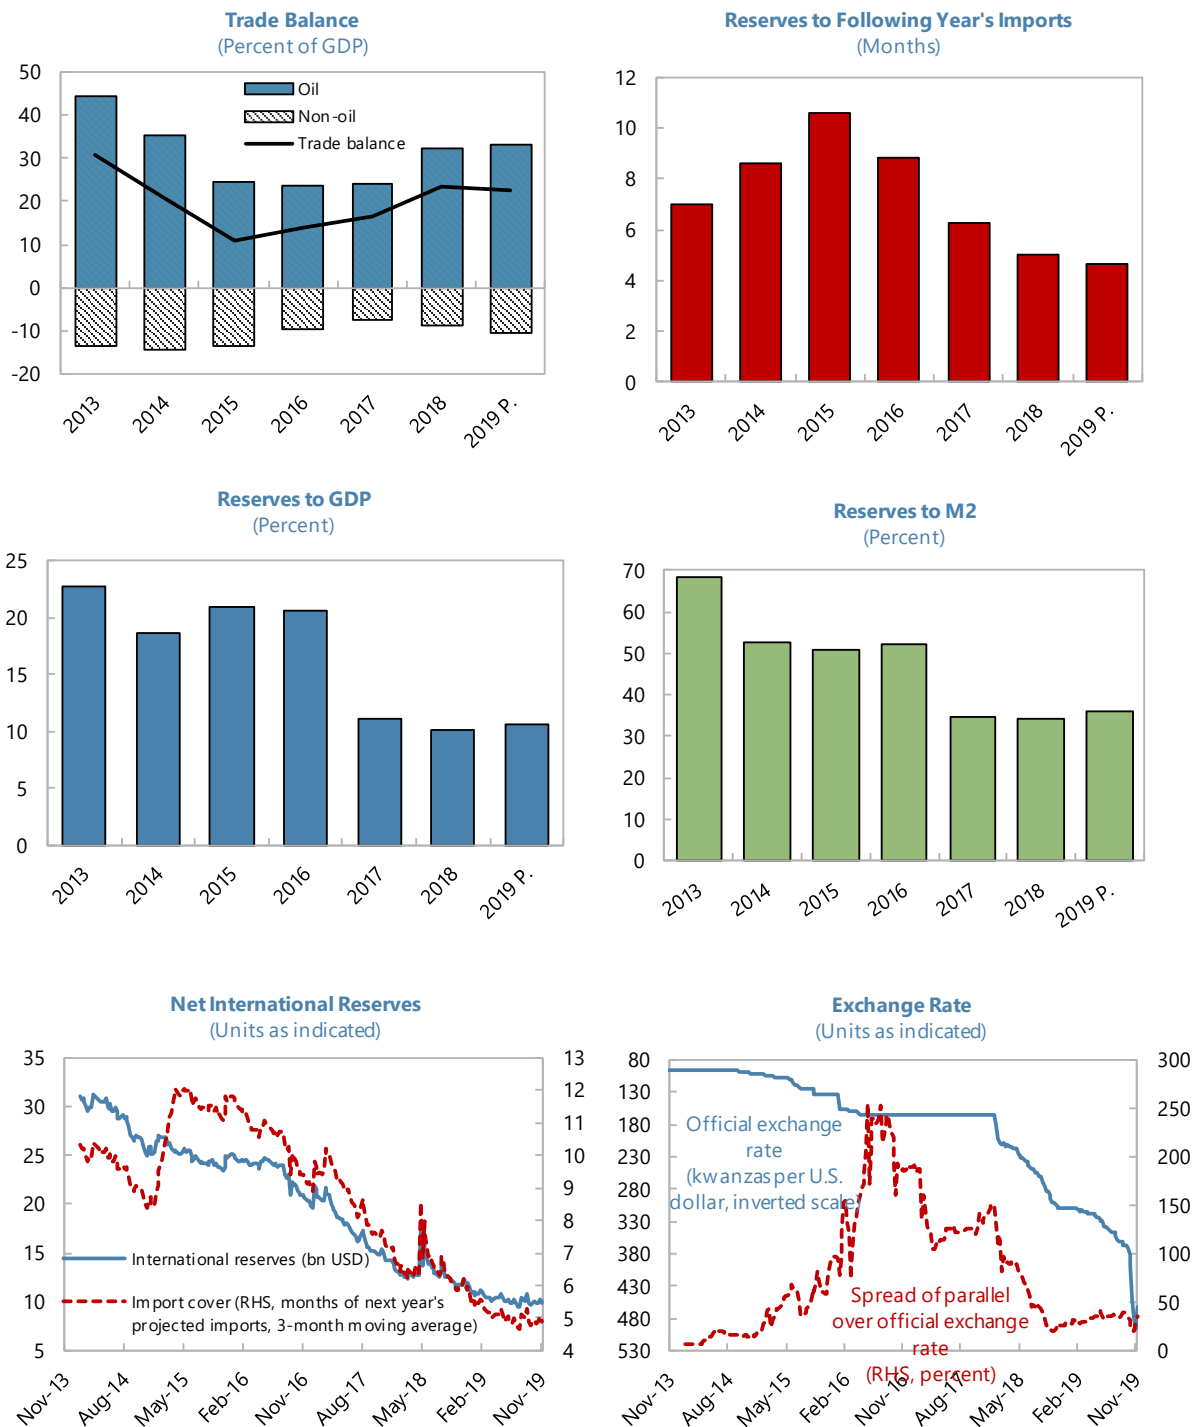 Trade Balance
(Percent of GDP)
50
40
30
20
10
0
-10
-20
Oil
Non-oil
Trade balance
2013
2014
2015
2016
2017
2018
2019 P.
Reserves to Following Year's Imports
(Months)
12
10
8
6
4
2
0
2013
2014
2015
2016
2017
2018
2019 P.
Reserves to GDP
(Percent)
25
20
15
10
5
0
2013
2014
2015
2016
2017
2018
2019 P.
Reserves to M2
(Percent)
70
60
50
40
30
20
10
0
2013
2014
2015
2016
2017
2018
2019 P.
Net International Reserves
(Units as indicated)
35
30
25
20
15
10
5
13
12
11
10
9
8
7
6
5
4
International reserves (bn USD)
Import cover (RHS, months of next year's
projected imports, 3-month moving average)
Nov-13
Aug-14
May-15
Feb-16
Nov-16
Aug-17
May-18
Feb-19
Nov-19
Exchange Rate
(Units as indicated)
80
130
180
230
280
330
380
430
480
530
300
250
200
150
100
50
0
Official exchange
rate
(kwanzas per U.S.
dollar, inverted scale)
Spread of parallel
over official exchange
rate
(RHS, percent)
Nov-13
Aug-14
May-15
Feb-16
Nov-16
Aug-17
May-18
Feb-19
Nov-19